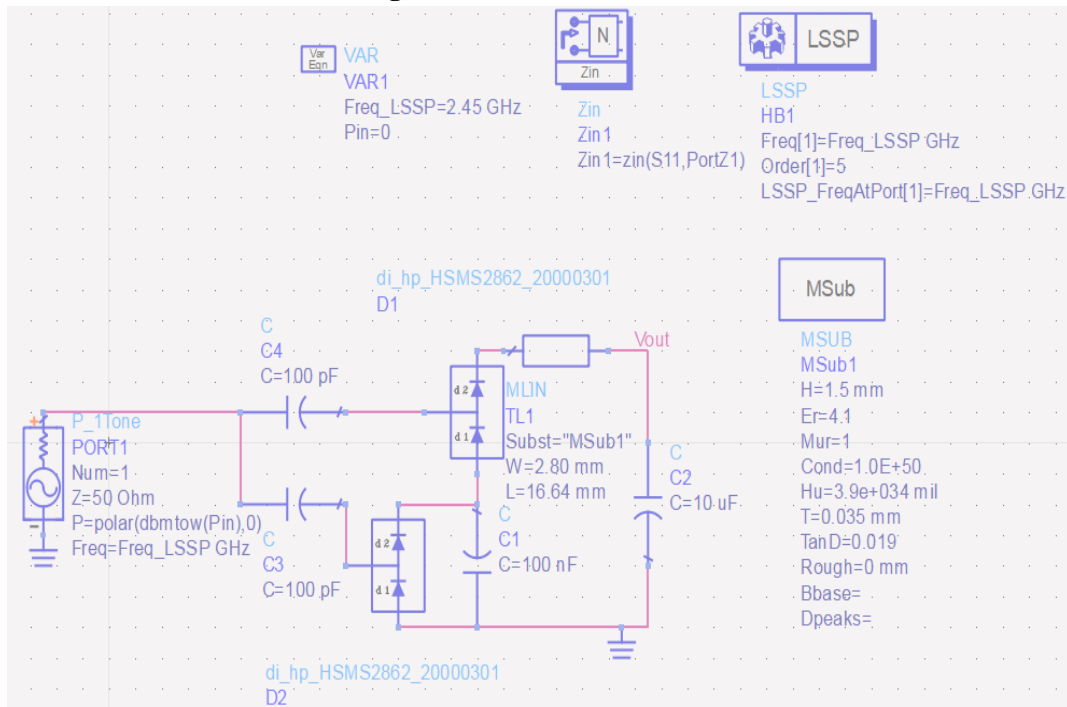 Var
Eqn
VAR
VAR1
Freq_LSSP=2.45 GHz
Pin=0
N
Zin
Zin
Zin1
Zin1=zin(S11,PortZ1)
LSSP
LSSP
HB1
Freq[1]=Freq_LSSP GHz
Order[1]=5
LSSP_FreqAtPort[1]=Freq_LSSP GHz
di_hp_HSMS2862_20000301
D1
MSub
MSUB
MSub1
H=1.5 mm
Er=4.1
Mur=1
Cond=1.0E+50
Hu=3.9e+034 mil
T=0.035 mm
TanD=0.019
Rough=0 mm
Bbase=
Dpeaks=
C
C4
C=100 pF
Vout
d2
d1
MLIN
TL1
Subst="MSub1"
W=2.80 mm
L=16.64 mm
+
P_1Tone
PORT1
Num=1
Z=50 Ohm
P=polar(dbmtow(Pin),0)
Freq=Freq_LSSP GHz
-
C
C2
C=10 uF
C
C3
C=100 pF
d2
d1
C
C1
C=100 nF
di_hp_HSMS2862_20000301
D2